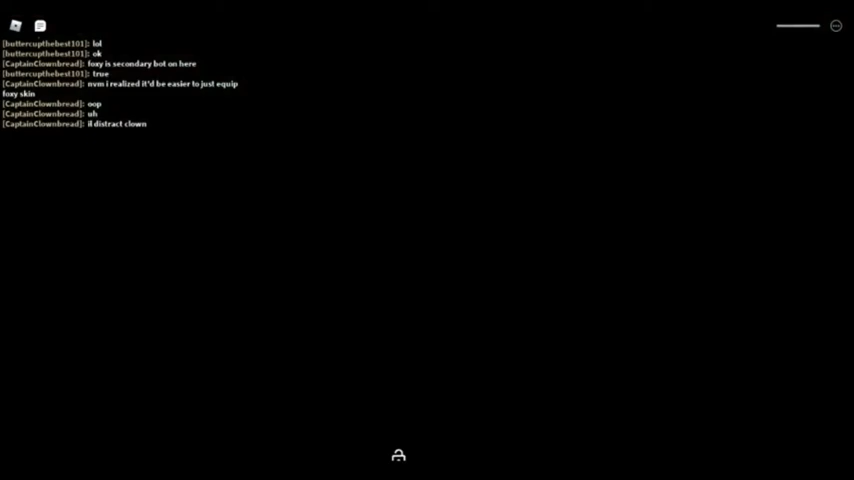 [buttercupthebest101]: lol
[buttercupthebest101]: ok
[CaptainClownbread]: foxy is secondary bot on here
[buttercupthebest101]: true
[CaptainClownbread]: nvm i realized it'd be easier to just equip
foxy skin
[CaptainClownbread]: oop
[CaptainClownbread]: uh
[CaptainClownbread]: il distract clown